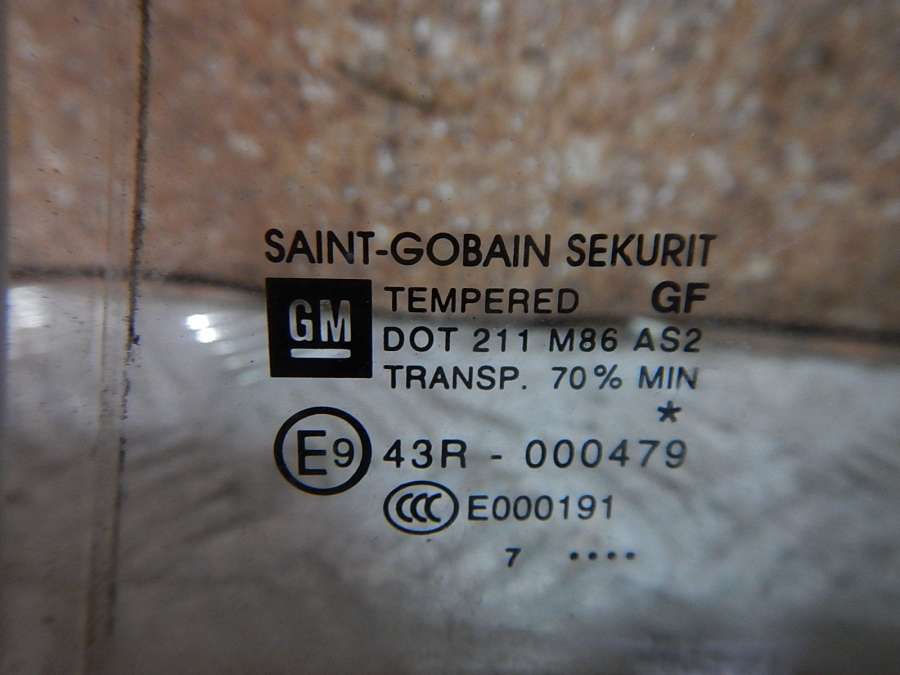 SAINT-GOBAIN SEKURIT
GM
TEMPERED GF
DOT 211 M86 AS2
TRANSP. 70% MIN
*
E9 43R - 000479
CCC E000191
7 ••••